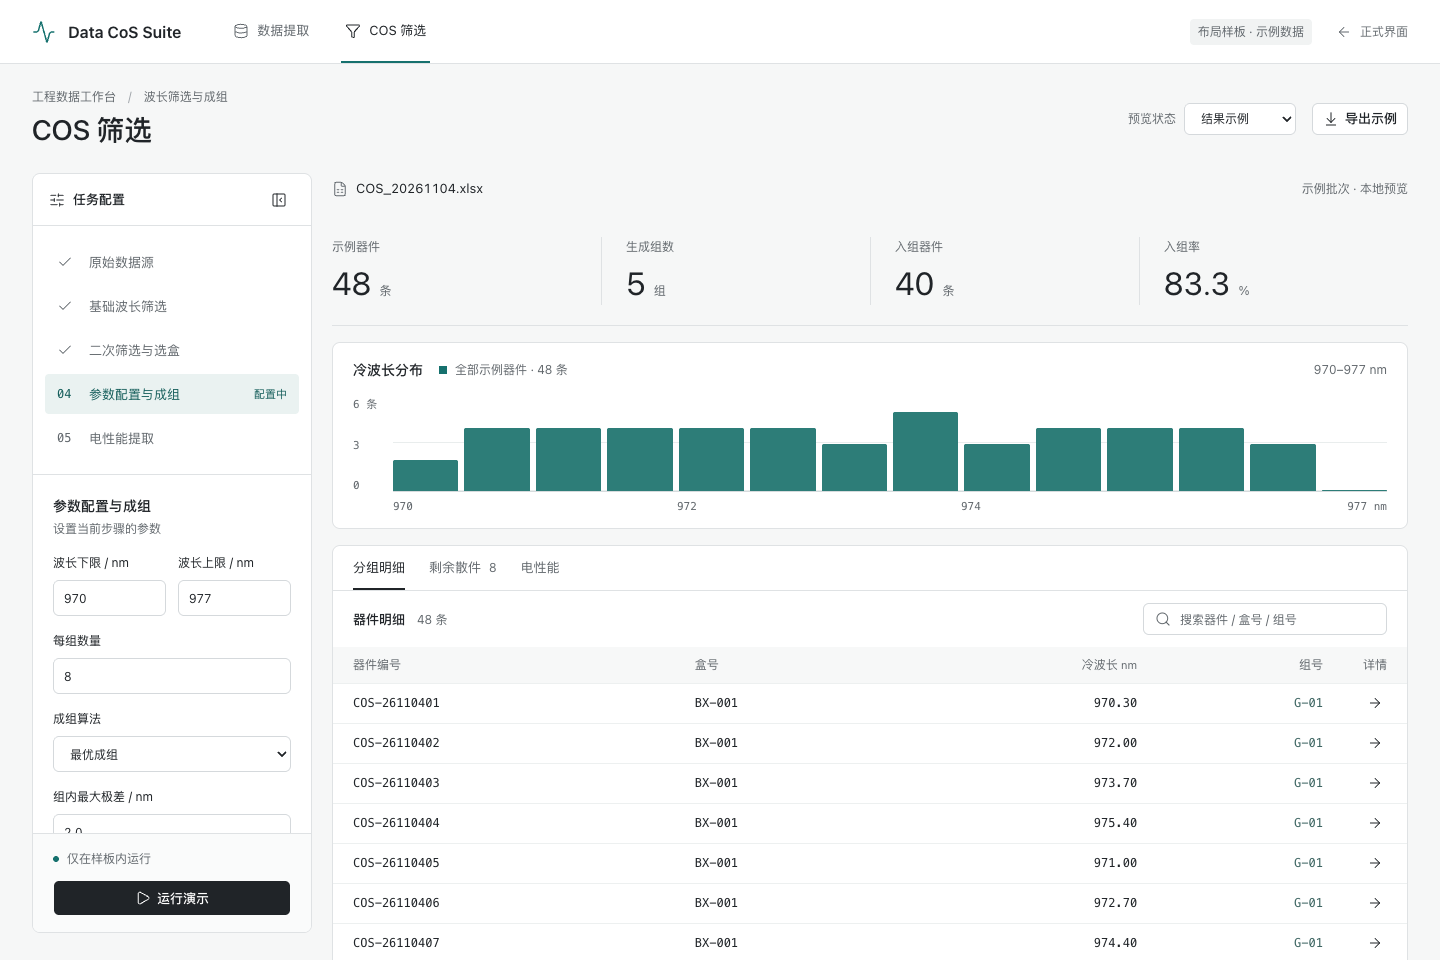 Data CoS Suite
数据提取
COS 筛选
布局样板 · 示例数据
正式界面
工程数据工作台 / 波长筛选与成组
COS 筛选
预览状态
结果示例
导出示例
任务配置
原始数据源
基础波长筛选
二次筛选与选盒
04 参数配置与成组 配置中
05 电性能提取
参数配置与成组
设置当前步骤的参数
波长下限 / nm 波长上限 / nm
970 977
每组数量
8
成组算法
最优成组
组内最大极差 / nm
2.0
仅在样板内运行
运行演示
COS_20261104.xlsx
示例批次 · 本地预览
示例器件 生成组数 入组器件 入组率
48 条 5 组 40 条 83.3 %
冷波长分布 全部示例器件 · 48 条 970–977 nm
6 条
3
0
970 972 974 977 nm
分组明细 剩余散件 8 电性能
器件明细 48 条 搜索器件 / 盒号 / 组号
器件编号 盒号 冷波长 nm 组号 详情
COS-26110401 BX-001 970.30 G-01
COS-26110402 BX-001 972.00 G-01
COS-26110403 BX-001 973.70 G-01
COS-26110404 BX-001 975.40 G-01
COS-26110405 BX-001 971.00 G-01
COS-26110406 BX-001 972.70 G-01
COS-26110407 BX-001 974.40 G-01